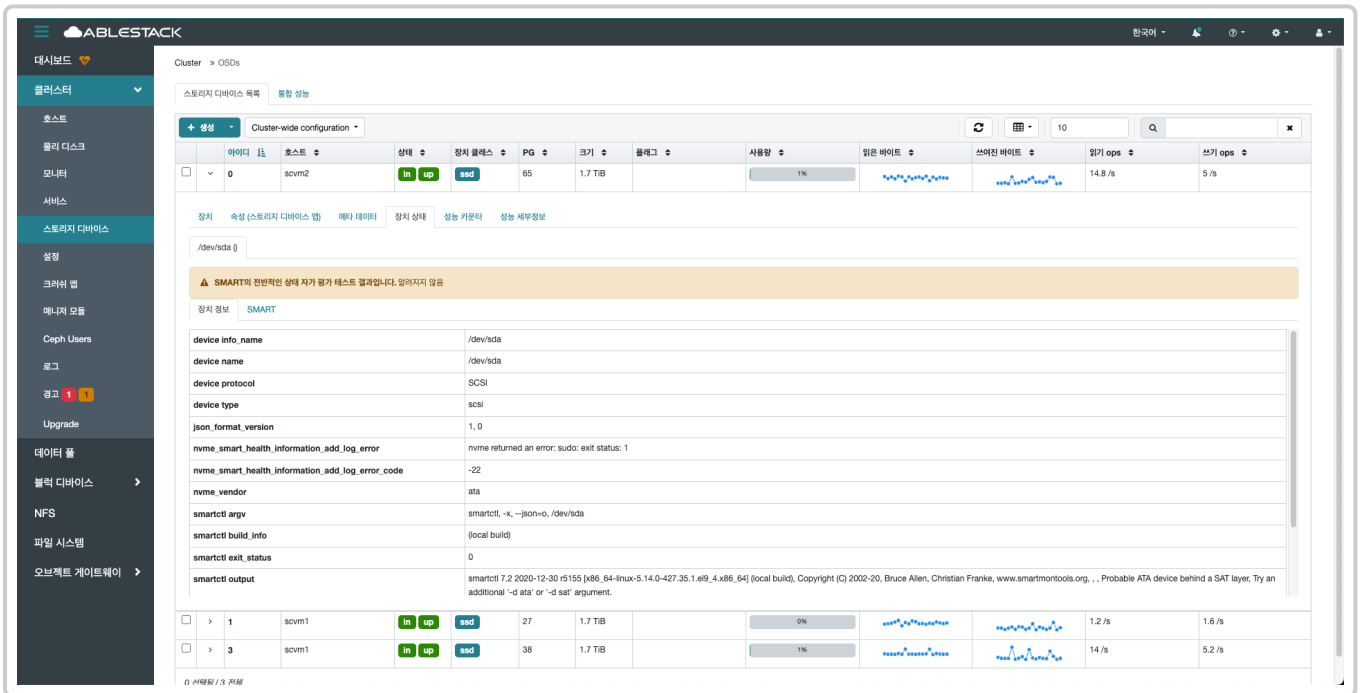 ABLESTACK 한국어
대시보드
Cluster » OSDs
클러스터
스토리지 디바이스 목록 통합 성능
호스트
물리 디스크
모니터
서비스
스토리지 디바이스
설정
크러쉬 맵
매니저 모듈
Ceph Users
로그
경고 1 1
Upgrade
데이터 풀
블럭 디바이스
NFS
파일 시스템
오브젝트 게이트웨이
+ 생성 Cluster-wide configuration 10
아이디 호스트 상태 장치 클래스 PG 크기 플래그 사용량 읽은 바이트 쓰여진 바이트 읽기 ops 쓰기 ops
0 scvm2 in up ssd 65 1.7 TiB 1% 14.8 /s 5 /s
장치 속성 (스토리지 디바이스 맵) 메타 데이터 장치 상태 성능 카운터 성능 세부정보
/dev/sda ()
SMART의 전반적인 상태 자가 평가 테스트 결과입니다. 알려지지 않음
장치 정보 SMART
device info_name /dev/sda
device name /dev/sda
device protocol SCSI
device type scsi
json_format_version 1, 0
nvme_smart_health_information_add_log_error nvme returned an error: sudo: exit status: 1
nvme_smart_health_information_add_log_error_code -22
nvme_vendor ata
smartctl argv smartctl, -x, --json=o, /dev/sda
smartctl build_info (local build)
smartctl exit_status 0
smartctl output smartctl 7.2 2020-12-30 r5155 [x86_64-linux-5.14.0-427.35.1.el9_4.x86_64] (local build), Copyright (C) 2002-20, Bruce Allen, Christian Franke, www.smartmontools.org, , , Probable ATA device behind a SAT layer, Try an
additional '-d ata' or '-d sat' argument.
1 scvm1 in up ssd 27 1.7 TiB 0% 1.2 /s 1.6 /s
3 scvm1 in up ssd 38 1.7 TiB 1% 14 /s 5.2 /s
0 선택됨 / 3 전체